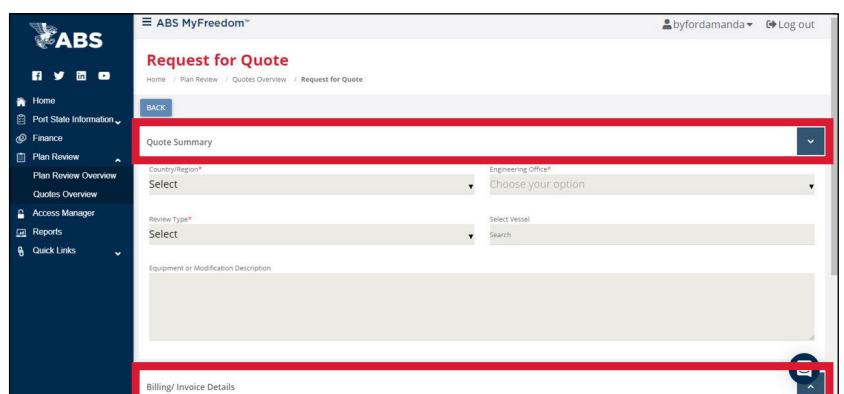 ABS
Home
Port State Information
Finance
Plan Review
Plan Review Overview
Quotes Overview
Access Manager
Reports
Quick Links
☰ ABS MyFreedom™
byfordamanda
Log out
Request for Quote
Home / Plan Review / Quotes Overview / Request for Quote
BACK
Quote Summary
Country/Region*
Select
Engineering Office*
Choose your option
Review Type*
Select
Select Vessel
Search
Equipment or Modification Description
Billing/ Invoice Details